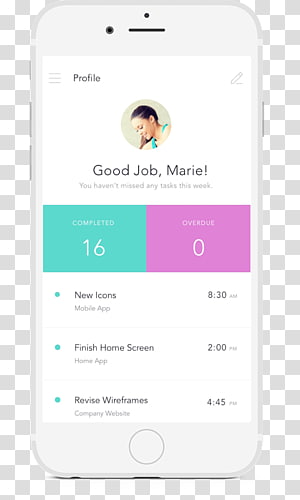 Profile
Good Job, Marie!
You haven't missed any tasks this week.
COMPLETED
OVERDUE
16
0
New Icons
8:30 AM
Mobile App
Finish Home Screen
2:00 PM
Home App
Revise Wireframes
4:45 PM
Company Website